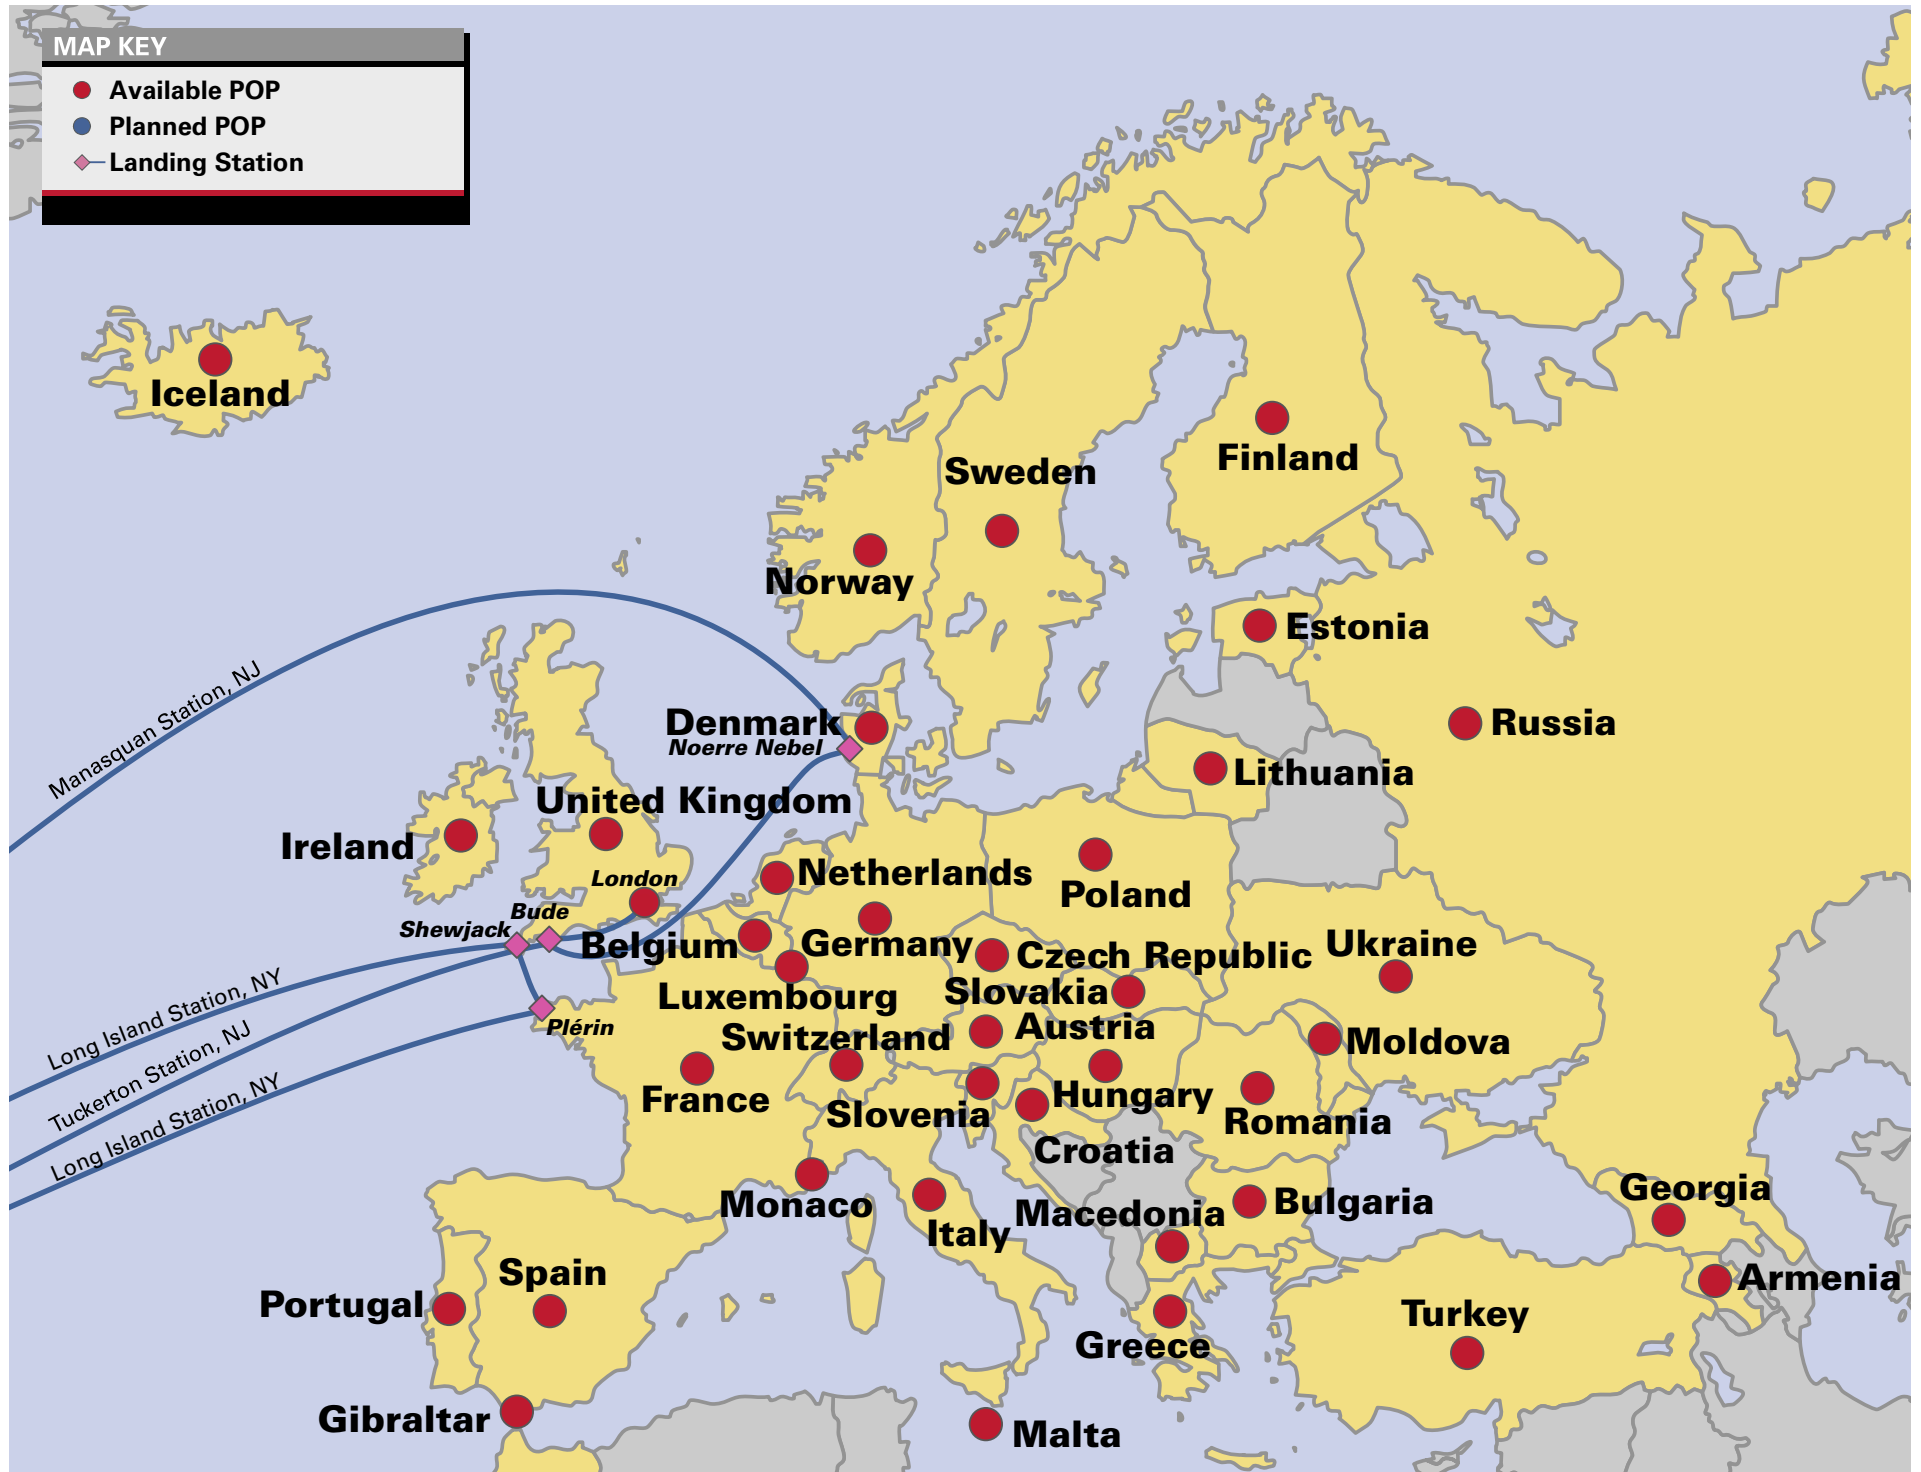 MAP KEY
Available POP
Planned POP
Landing Station
Iceland
Finland
Sweden
Norway
Estonia
Manasquan Station, NJ
Denmark
Noerre Nebel
Russia
Lithuania
United Kingdom
Ireland
Netherlands
London
Poland
Bude
Shewjack
Belgium
Germany
Czech Republic
Ukraine
Luxembourg
Slovakia
Long Island Station, NY
Plérin
Switzerland
Austria
Moldova
Tuckerton Station, NJ
France
Slovenia
Hungary
Romania
Long Island Station, NY
Croatia
Monaco
Italy
Macedonia
Bulgaria
Georgia
Spain
Portugal
Armenia
Turkey
Greece
Gibraltar
Malta